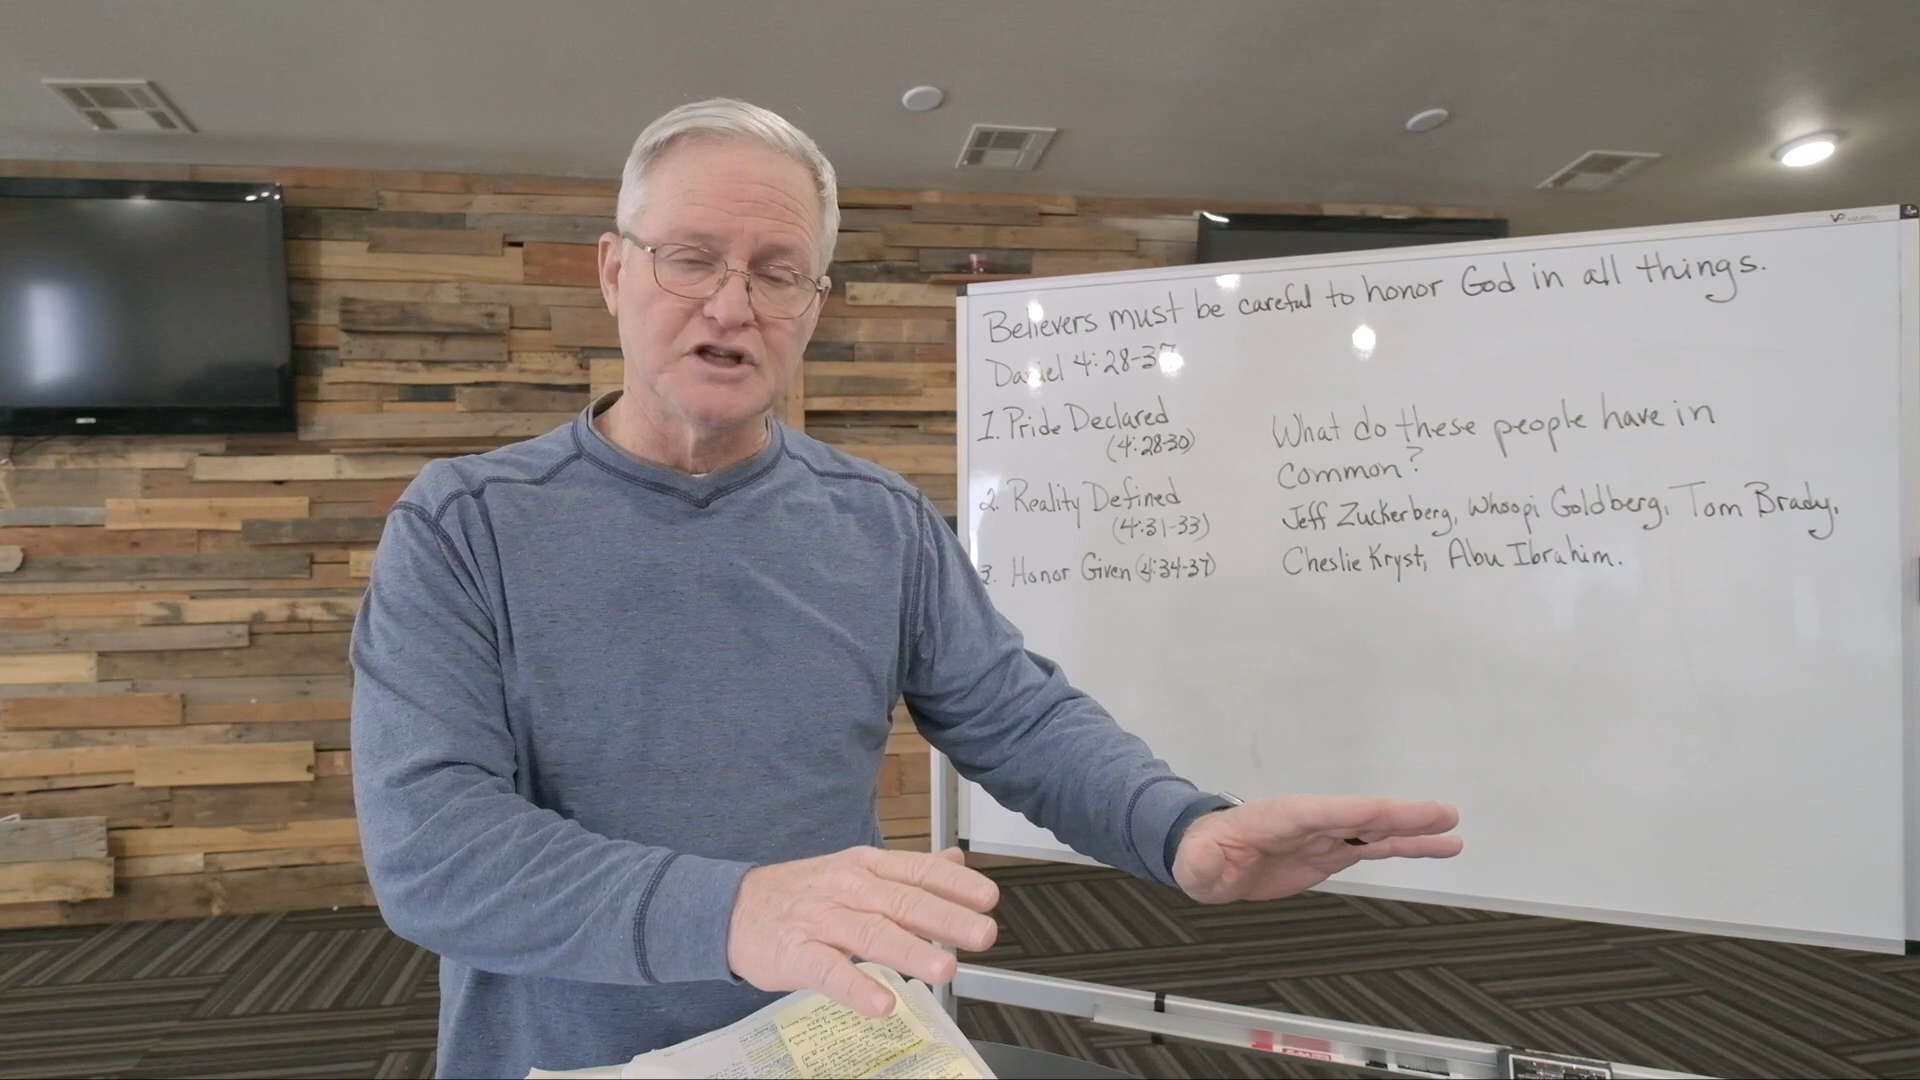 Believers must be careful to honor God in all things.
Daniel 4:28-37
1. Pride Declared
(4:28-30)
2. Reality Defined
(4:31-33)
3. Honor Given (4:34-37)
What do these people have in
common?
Jeff Zuckerberg, Whoopi Goldberg, Tom Brady,
Cheslie Kryst, Abu Ibrahim.